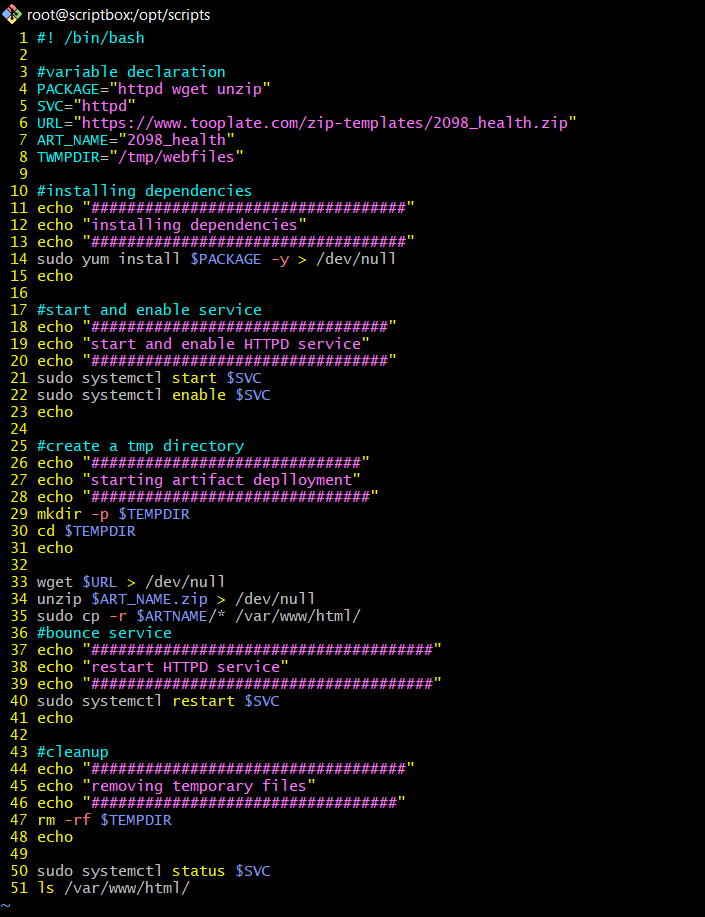 root@scriptbox:/opt/scripts
1 #! /bin/bash
2
3 #variable declaration
4 PACKAGE="httpd wget unzip"
5 SVC="httpd"
6 URL="https://www.tooplate.com/zip-templates/2098_health.zip"
7 ART_NAME="2098_health"
8 TWMPDIR="/tmp/webfiles"
9
10 #installing dependencies
11 echo "###################################"
12 echo "installing dependencies"
13 echo "###################################"
14 sudo yum install $PACKAGE -y > /dev/null
15 echo
16
17 #start and enable service
18 echo "#################################"
19 echo "start and enable HTTPD service"
20 echo "#################################"
21 sudo systemctl start $SVC
22 sudo systemctl enable $SVC
23 echo
24
25 #create a tmp directory
26 echo "##############################"
27 echo "starting artifact deplloyment"
28 echo "###############################"
29 mkdir -p $TEMPDIR
30 cd $TEMPDIR
31 echo
32
33 wget $URL > /dev/null
34 unzip $ART_NAME.zip > /dev/null
35 sudo cp -r $ARTNAME/* /var/www/html/
36 #bounce service
37 echo "######################################"
38 echo "restart HTTPD service"
39 echo "######################################"
40 sudo systemctl restart $SVC
41 echo
42
43 #cleanup
44 echo "###################################"
45 echo "removing temporary files"
46 echo "##################################"
47 rm -rf $TEMPDIR
48 echo
49
50 sudo systemctl status $SVC
51 ls /var/www/html/
~